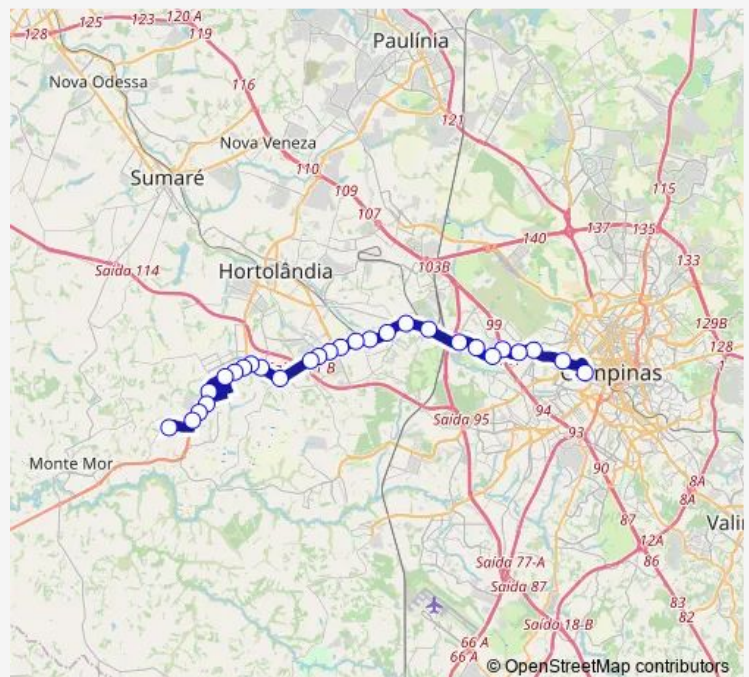 128
125
123
120 A
119
Paulínia
Nova Odessa
116
121
Nova Veneza
110
Sumaré
109
115
107
137
135
140
133
Saída 114
Hortolândia
103B
129B
99
128
1 B
Campinas
1
Saída 95
94
93
Monte Mor
90
8A
8A
87
12A
86
Saída 77-A
Saída 87
83
82
Saída 18-B
66 A
66 A
© OpenStreetMap contributors